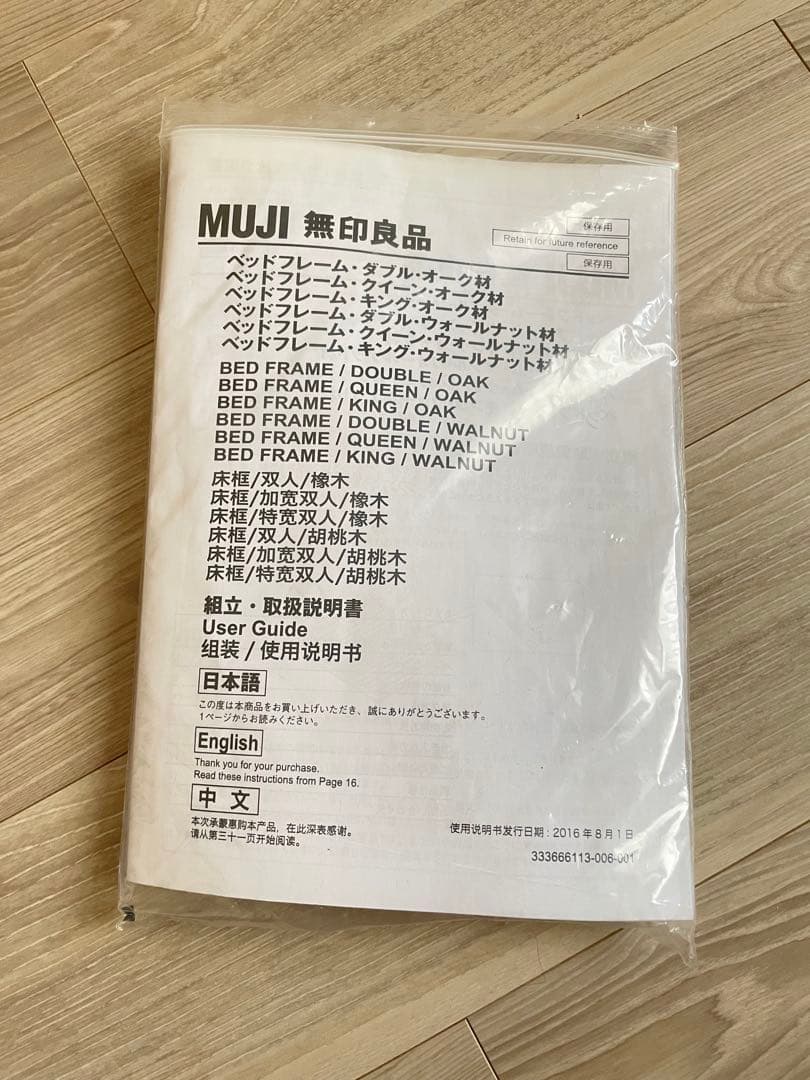 MUJI 無印良品
保存用
Retain for future reference
保存用
ベッドフレーム・ダブル・オーク材
ベッドフレーム・クイーン・オーク材
ベッドフレーム・キング・オーク材
ベッドフレーム・ダブル・ウォールナット材
ベッドフレーム・クイーン・ウォールナット材
ベッドフレーム・キング・ウォールナット材
BED FRAME / DOUBLE / OAK
BED FRAME / QUEEN / OAK
BED FRAME / KING / OAK
BED FRAME / DOUBLE / WALNUT
BED FRAME / QUEEN / WALNUT
BED FRAME / KING / WALNUT
床框/双人/橡木
床框/加宽双人/橡木
床框/特宽双人/橡木
床框/双人/胡桃木
床框/加宽双人/胡桃木
床框/特宽双人/胡桃木
組立・取扱説明書
User Guide
组装 / 使用说明书
日本語
この度は本商品をお買い上げいただき、誠にありがとうございます。
1ページからお読みください。
English
Thank you for your purchase.
Read these instructions from Page 16.
中 文
本次承蒙惠购本产品，在此深表感谢。
请从第三十一页开始阅读。
使用说明书发行日期 : 2016 年 8 月 1 日
333666113-006-001